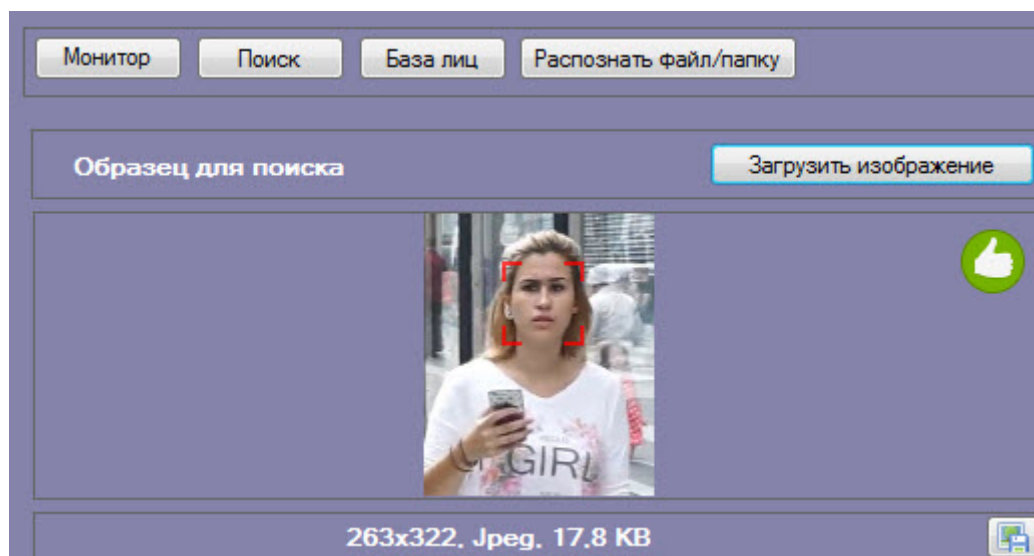 Монитор Поиск База лиц Распознать файл/папку
Образец для поиска Загрузить изображение
GIRL
263x322, Jpeg, 17,8 KB